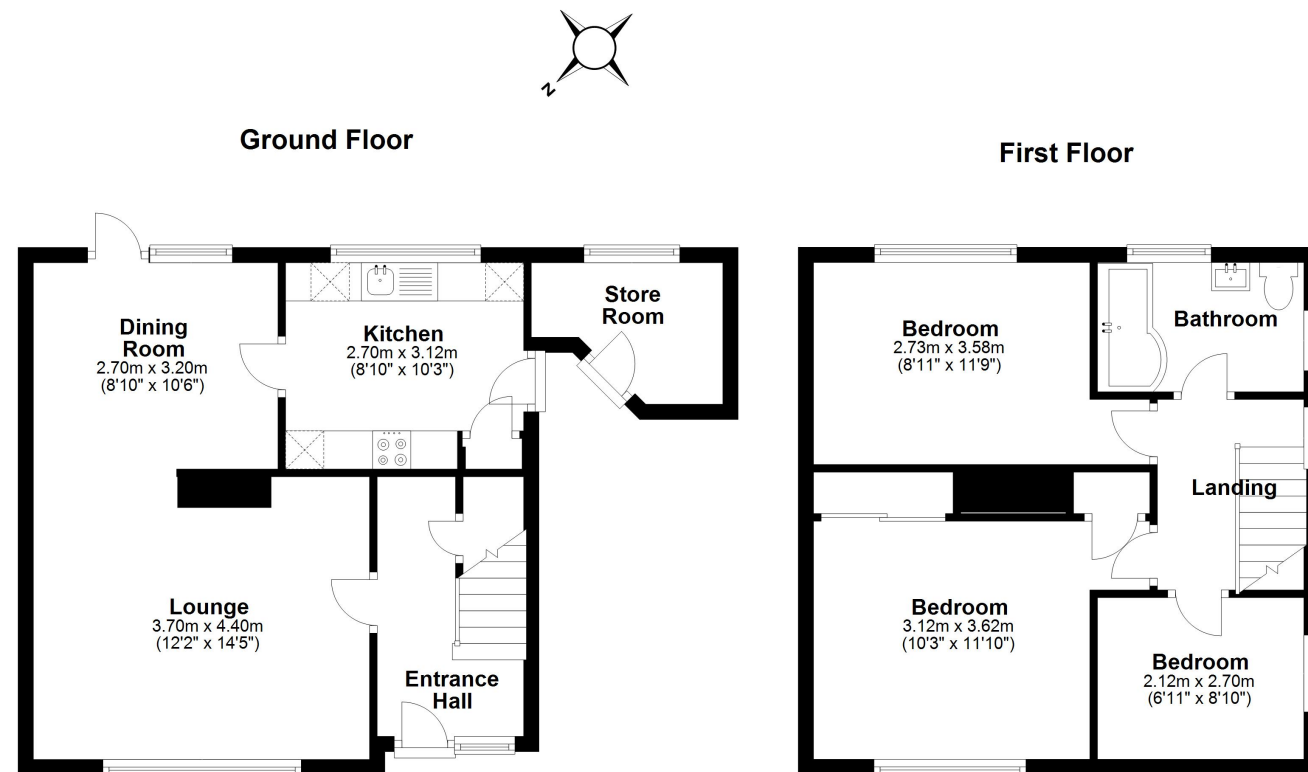 N
Ground Floor
First Floor
Dining
Room
2.70m x 3.20m
(8'10" x 10'6")
Kitchen
2.70m x 3.12m
(8'10" x 10'3")
Store
Room
Lounge
3.70m x 4.40m
(12'2" x 14'5")
Entrance
Hall
Bedroom
2.73m x 3.58m
(8'11" x 11'9")
Bathroom
Landing
Bedroom
3.12m x 3.62m
(10'3" x 11'10")
Bedroom
2.12m x 2.70m
(6'11" x 8'10")